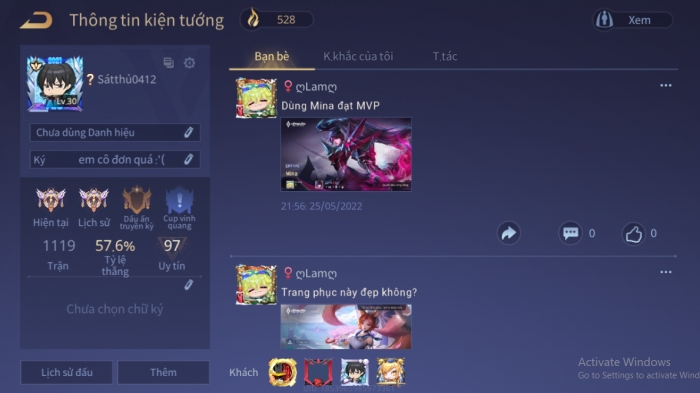 Thông tin kiện tướng
528
Xem
Bạn bè
K.khắc của tôi
T.tác
2021
Lv.30
? Sátthủ0412
Chưa dùng Danh hiệu
Ký em cô đơn quá :'(
Hiện tại
Lịch sử
Dấu ấn truyền kỳ
Cup vinh quang
1119
57.6%
97
Trận
Tỷ lệ thắng
Uy tín
Chưa chọn chữ ký
Lịch sử đấu
Thêm
ღLamღ
Dùng Mina đạt MVP
Mina
21:56: 25/05/2022
0
0
ღLamღ
Trang phục này đẹp không?
Khách
Activate Windows
Go to Settings to activate Wind